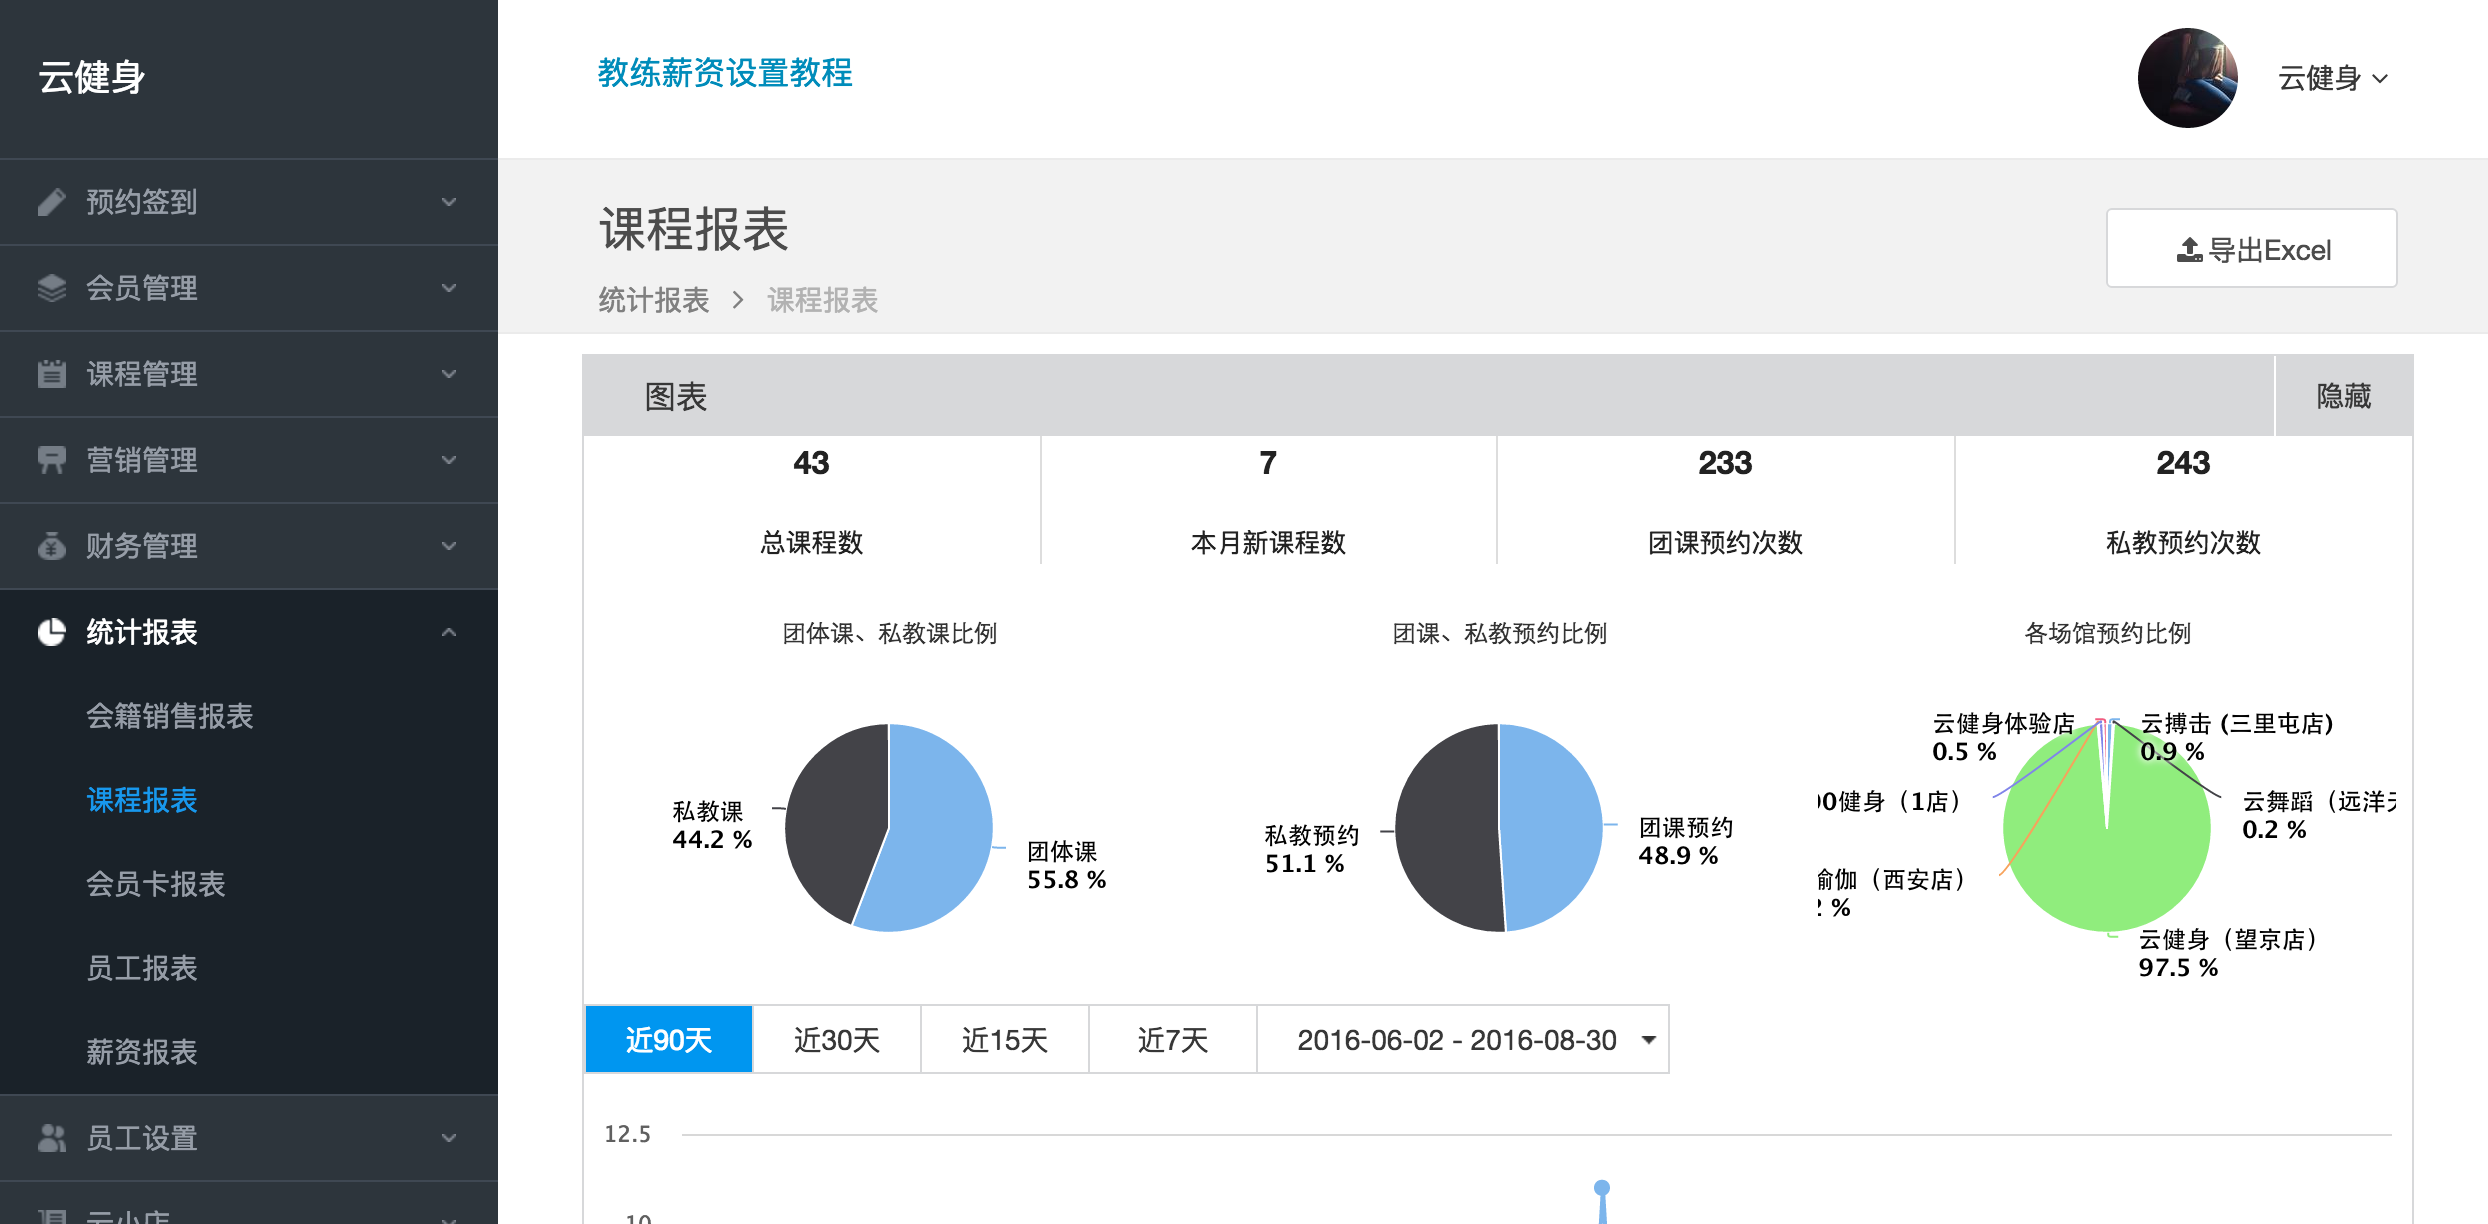 云健身
教练薪资设置教程
云健身
预约签到
会员管理
课程管理
营销管理
财务管理
统计报表
会籍销售报表
课程报表
会员卡报表
员工报表
薪资报表
员工设置
云小店
课程报表
统计报表 > 课程报表
导出Excel
图表
隐藏
43
总课程数
7
本月新课程数
233
团课预约次数
243
私教预约次数
团体课、私教课比例
私教课
44.2 %
团体课
55.8 %
团课、私教预约比例
私教预约
51.1 %
团课预约
48.9 %
各场馆预约比例
云健身体验店
0.5 %
云搏击 (三里屯店)
0.9 %
0健身（1店）
云舞蹈（远洋
0.2 %
瑜伽（西安店）
%
云健身（望京店）
97.5 %
近90天
近30天
近15天
近7天
2016-06-02 - 2016-08-30
12.5
10